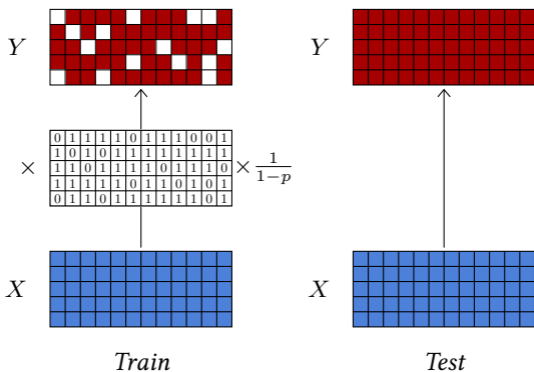 Y Y
0 1 1 1 1 0 1 1 1 0 0 1
1 0 1 0 1 1 1 1 1 1 1 1
× 1 1 0 1 1 1 1 0 1 1 1 0 × 1/(1−p)
1 1 1 1 1 0 1 1 0 1 0 1
0 1 1 0 1 1 1 1 1 1 0 1
X X
Train Test